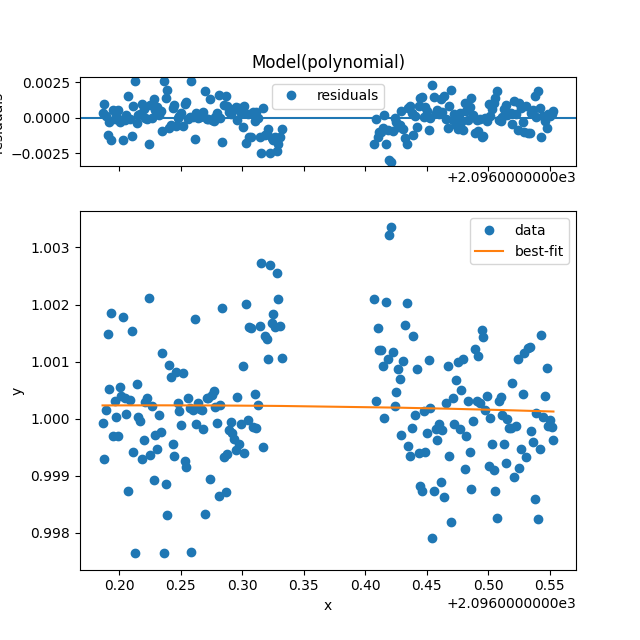 Model(polynomial)
0.0025
0.0000
−0.0025
residuals
+2.0960000000e3
1.003
1.002
1.001
1.000
0.999
0.998
y
data
best-fit
0.20 0.25 0.30 0.35 0.40 0.45 0.50 0.55
x
+2.0960000000e3